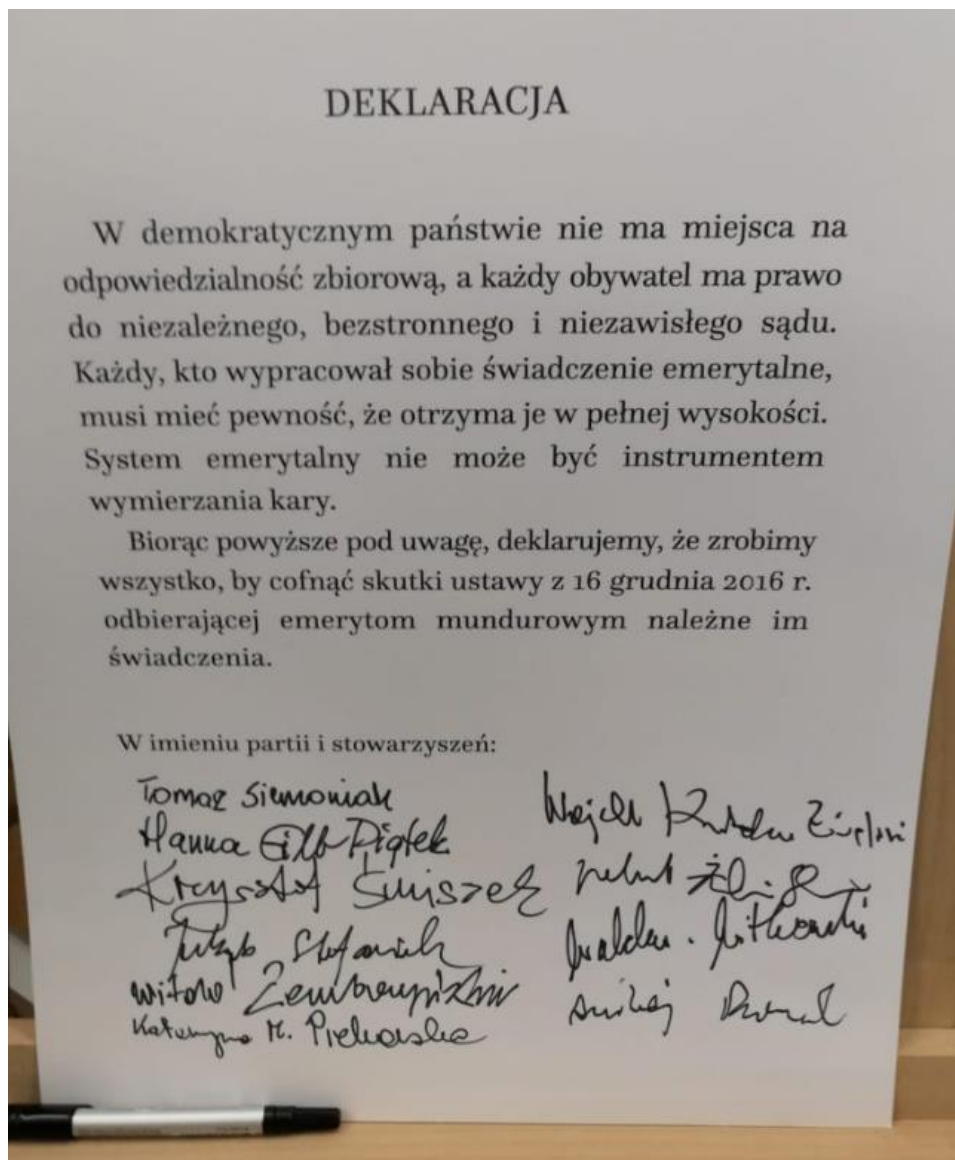 DEKLARACJA
W demokratycznym państwie nie ma miejsca na
odpowiedzialność zbiorową, a każdy obywatel ma prawo
do niezależnego, bezstronnego i niezawisłego sądu.
Każdy, kto wypracował sobie świadczenie emerytalne,
musi mieć pewność, że otrzyma je w pełnej wysokości.
System emerytalny nie może być instrumentem
wymierzania kary.
Biorąc powyższe pod uwagę, deklarujemy, że zrobimy
wszystko, by cofnąć skutki ustawy z 16 grudnia 2016 r.
odbierającej emerytom mundurowym należne im
świadczenia.
W imieniu partii i stowarzyszeń:
Tomasz Siemoniak
Hanna Gill-Piątek
Krzysztof Śmiszek
Stefaniuk
Witold Zembaczyński
Katarzyna M. Piekarska
Andrzej